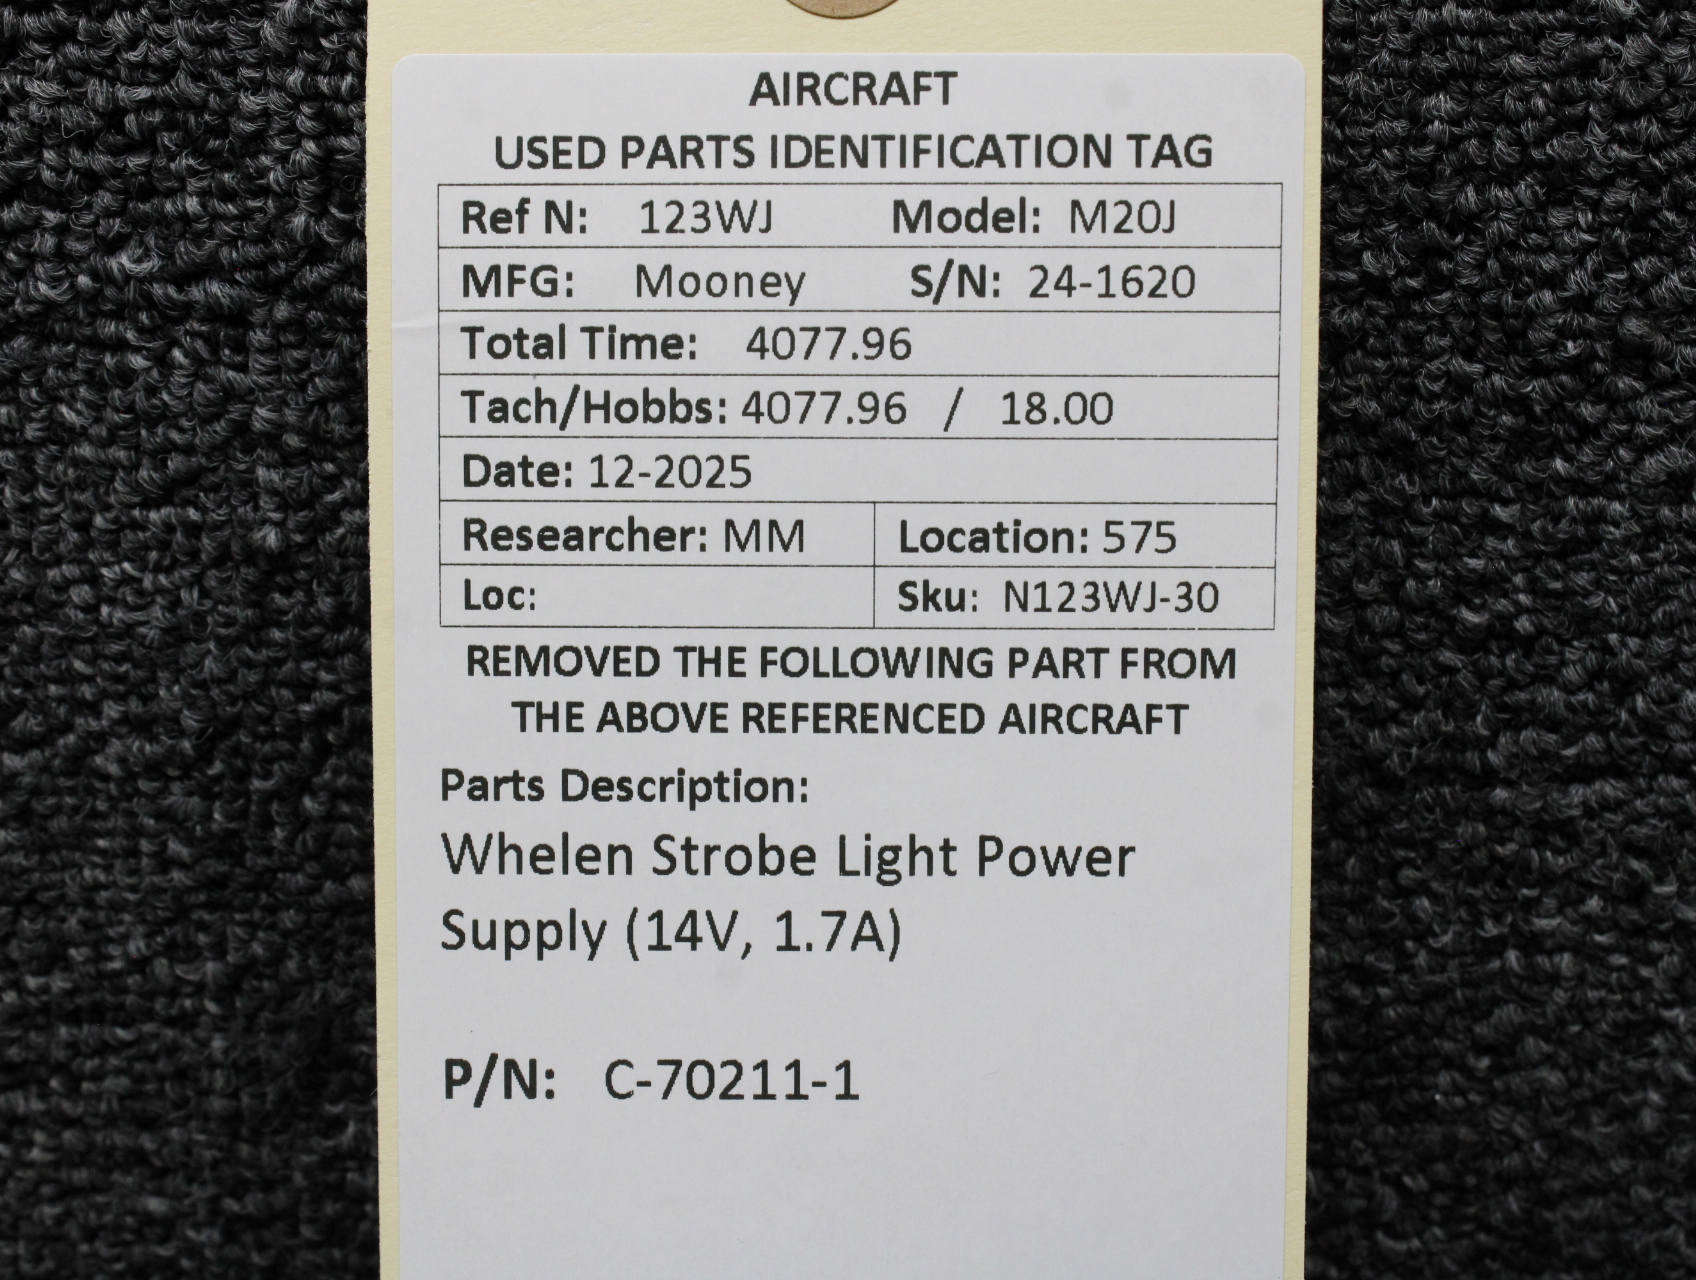 AIRCRAFT
USED PARTS IDENTIFICATION TAG
Ref N: 123WJ Model: M20J
MFG: Mooney S/N: 24-1620
Total Time: 4077.96
Tach/Hobbs: 4077.96 / 18.00
Date: 12-2025
Researcher: MM Location: 575
Loc: Sku: N123WJ-30
REMOVED THE FOLLOWING PART FROM
THE ABOVE REFERENCED AIRCRAFT
Parts Description:
Whelen Strobe Light Power
Supply (14V, 1.7A)
P/N: C-70211-1